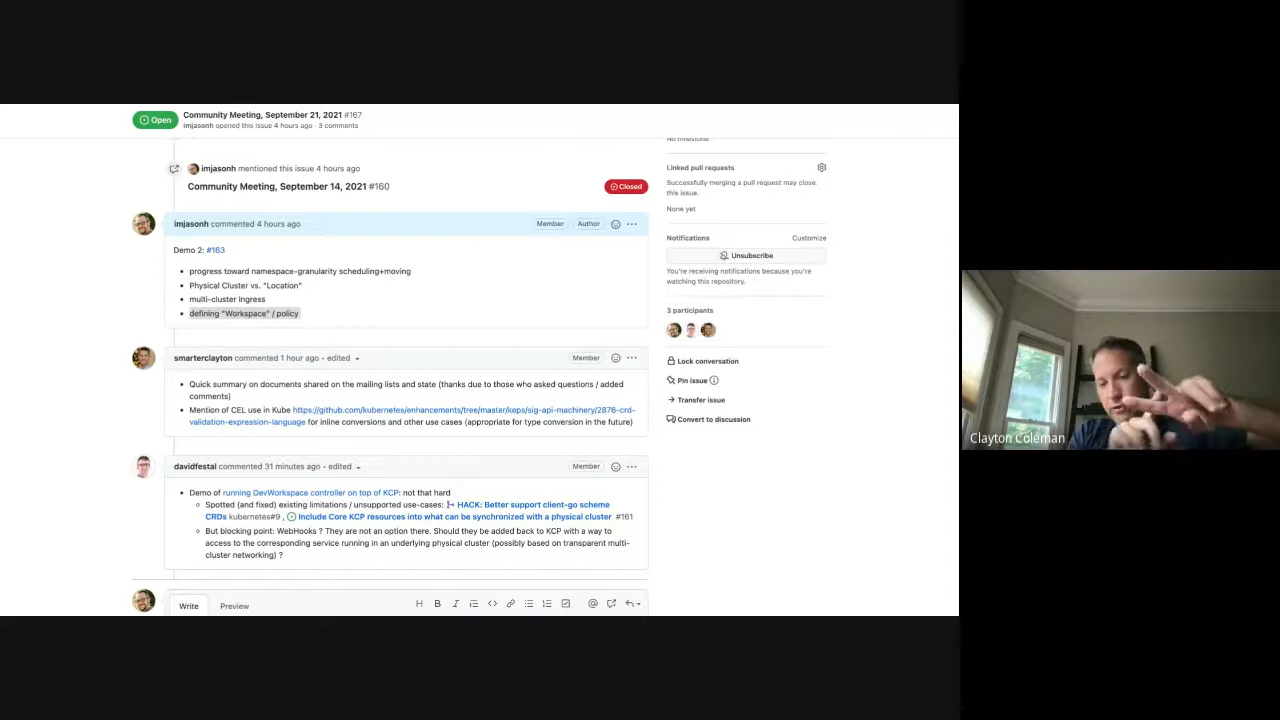 Open
Community Meeting, September 21, 2021 #167
imjasonh opened this issue 4 hours ago · 3 comments
No milestone
imjasonh mentioned this issue 4 hours ago
Community Meeting, September 14, 2021 #160
Closed
imjasonh commented 4 hours ago
Member
Author
Demo 2: #163
• progress toward namespace-granularity scheduling+moving
• Physical Cluster vs. "Location"
• multi-cluster Ingress
• defining "Workspace" / policy
smarterclayton commented 1 hour ago · edited
Member
• Quick summary on documents shared on the mailing lists and state (thanks due to those who asked questions / added
comments)
• Mention of CEL use in Kube https://github.com/kubernetes/enhancements/tree/master/keps/sig-api-machinery/2876-crd-
validation-expression-language for inline conversions and other use cases (appropriate for type conversion in the future)
davidfestal commented 31 minutes ago · edited
Member
• Demo of running DevWorkspace controller on top of KCP: not that hard
Spotted (and fixed) existing limitations / unsupported use-cases: HACK: Better support client-go scheme
CRDs kubernetes#9 , Include Core KCP resources into what can be synchronized with a physical cluster #161
But blocking point: WebHooks ? They are not an option there. Should they be added back to KCP with a way to
access to the corresponding service running in an underlying physical cluster (possibly based on transparent multi-
cluster networking) ?
Write
Preview
H B I
Linked pull requests
Successfully merging a pull request may close
this issue.
None yet
Notifications
Customize
Unsubscribe
You're receiving notifications because you're
watching this repository.
3 participants
Lock conversation
Pin issue
Transfer issue
Convert to discussion
Clayton Coleman